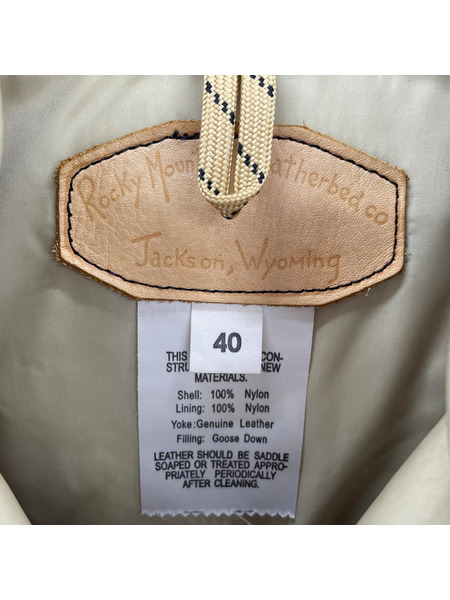 Rocky Moun eatherbed.co
Jackson, Wyoming
40
THIS CON-
STRU NEW
MATERIALS.
Shell: 100% Nylon
Lining: 100% Nylon
Yoke:Genuine Leather
Filling: Goose Down
LEATHER SHOULD BE SADDLE
SOAPED OR TREATED APPRO-
PRIATELY PERIODICALLY
AFTER CLEANING.